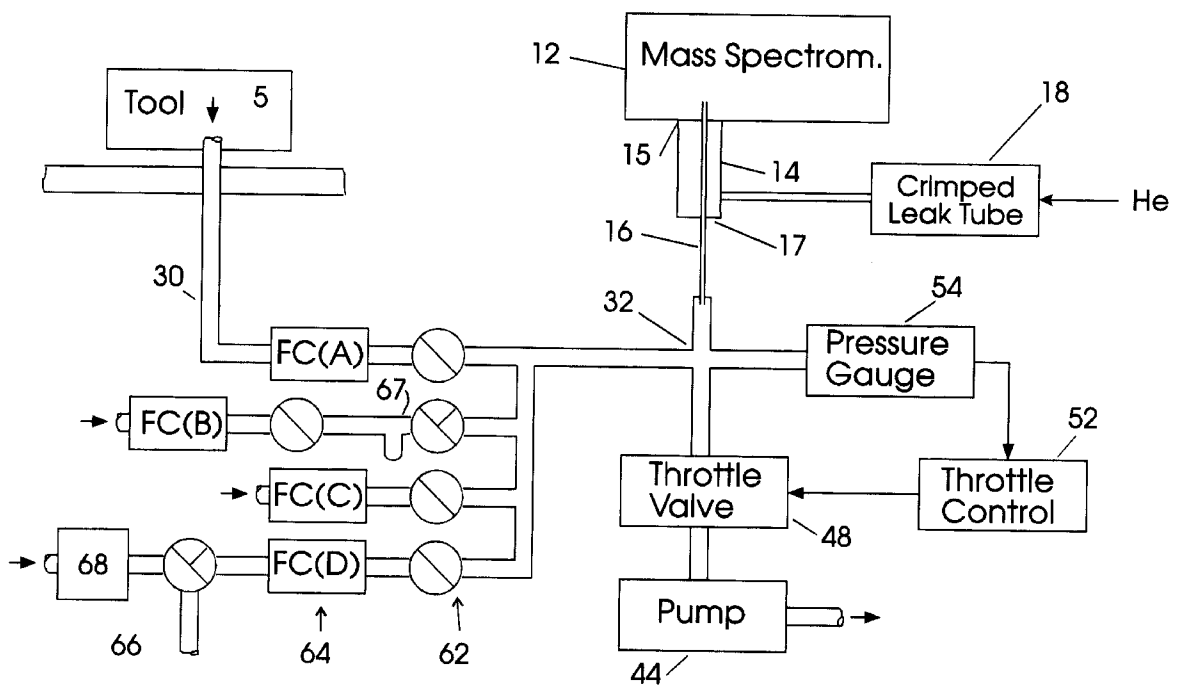 Mass Spectrom.
12
Tool 5
18
15
14
Crimped
Leak Tube
He
16
17
30
32
54
FC(A)
Pressure
Gauge
67
FC(B)
52
FC(C)
Throttle
Valve
Throttle
Control
48
68
FC(D)
Pump
66
64
62
44